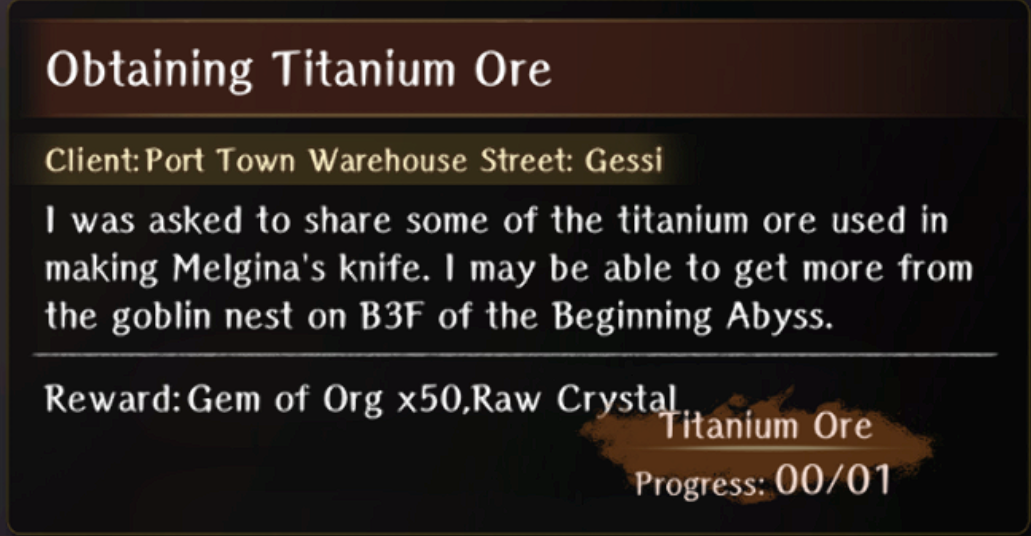 Obtaining Titanium Ore
Client:Port Town Warehouse Street: Gessi
I was asked to share some of the titanium ore used in
making Melgina's knife. I may be able to get more from
the goblin nest on B3F of the Beginning Abyss.
Reward:Gem of Org x50,Raw Crystal
Titanium Ore
Progress: 00/01